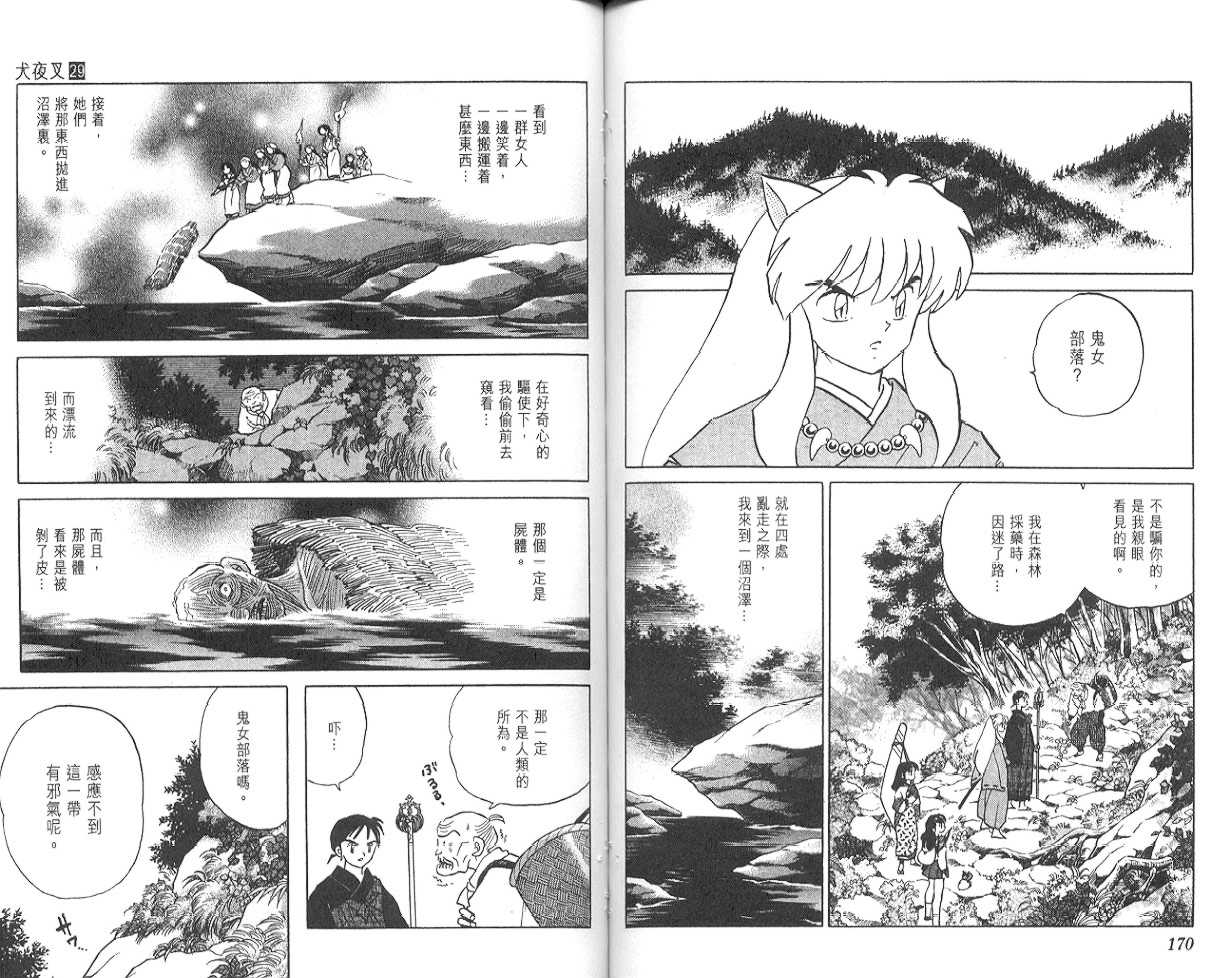 鬼女
部落？
不是騙你的，
是我親眼
看見的啊。
我在森林
採藥時，
因迷了路…
就在四處
亂走之際，
我來到一個沼澤…
170
犬夜叉 29
看到
一群女人
一邊笑着，
一邊搬運着
甚麼東西…
接着，
她們
將那東西拋進
沼澤裏。
在好奇心的
驅使下，
我偷偷前去
窺看…
而漂流
到來的…
那個一定是
屍體。
而且，
那屍體
看來是被
剝了皮…
那一定
不是人類的
所為。
ぶるる
吓…
鬼女部落嗎。
感應不到
這一帶
有邪氣呢。
ザッ…